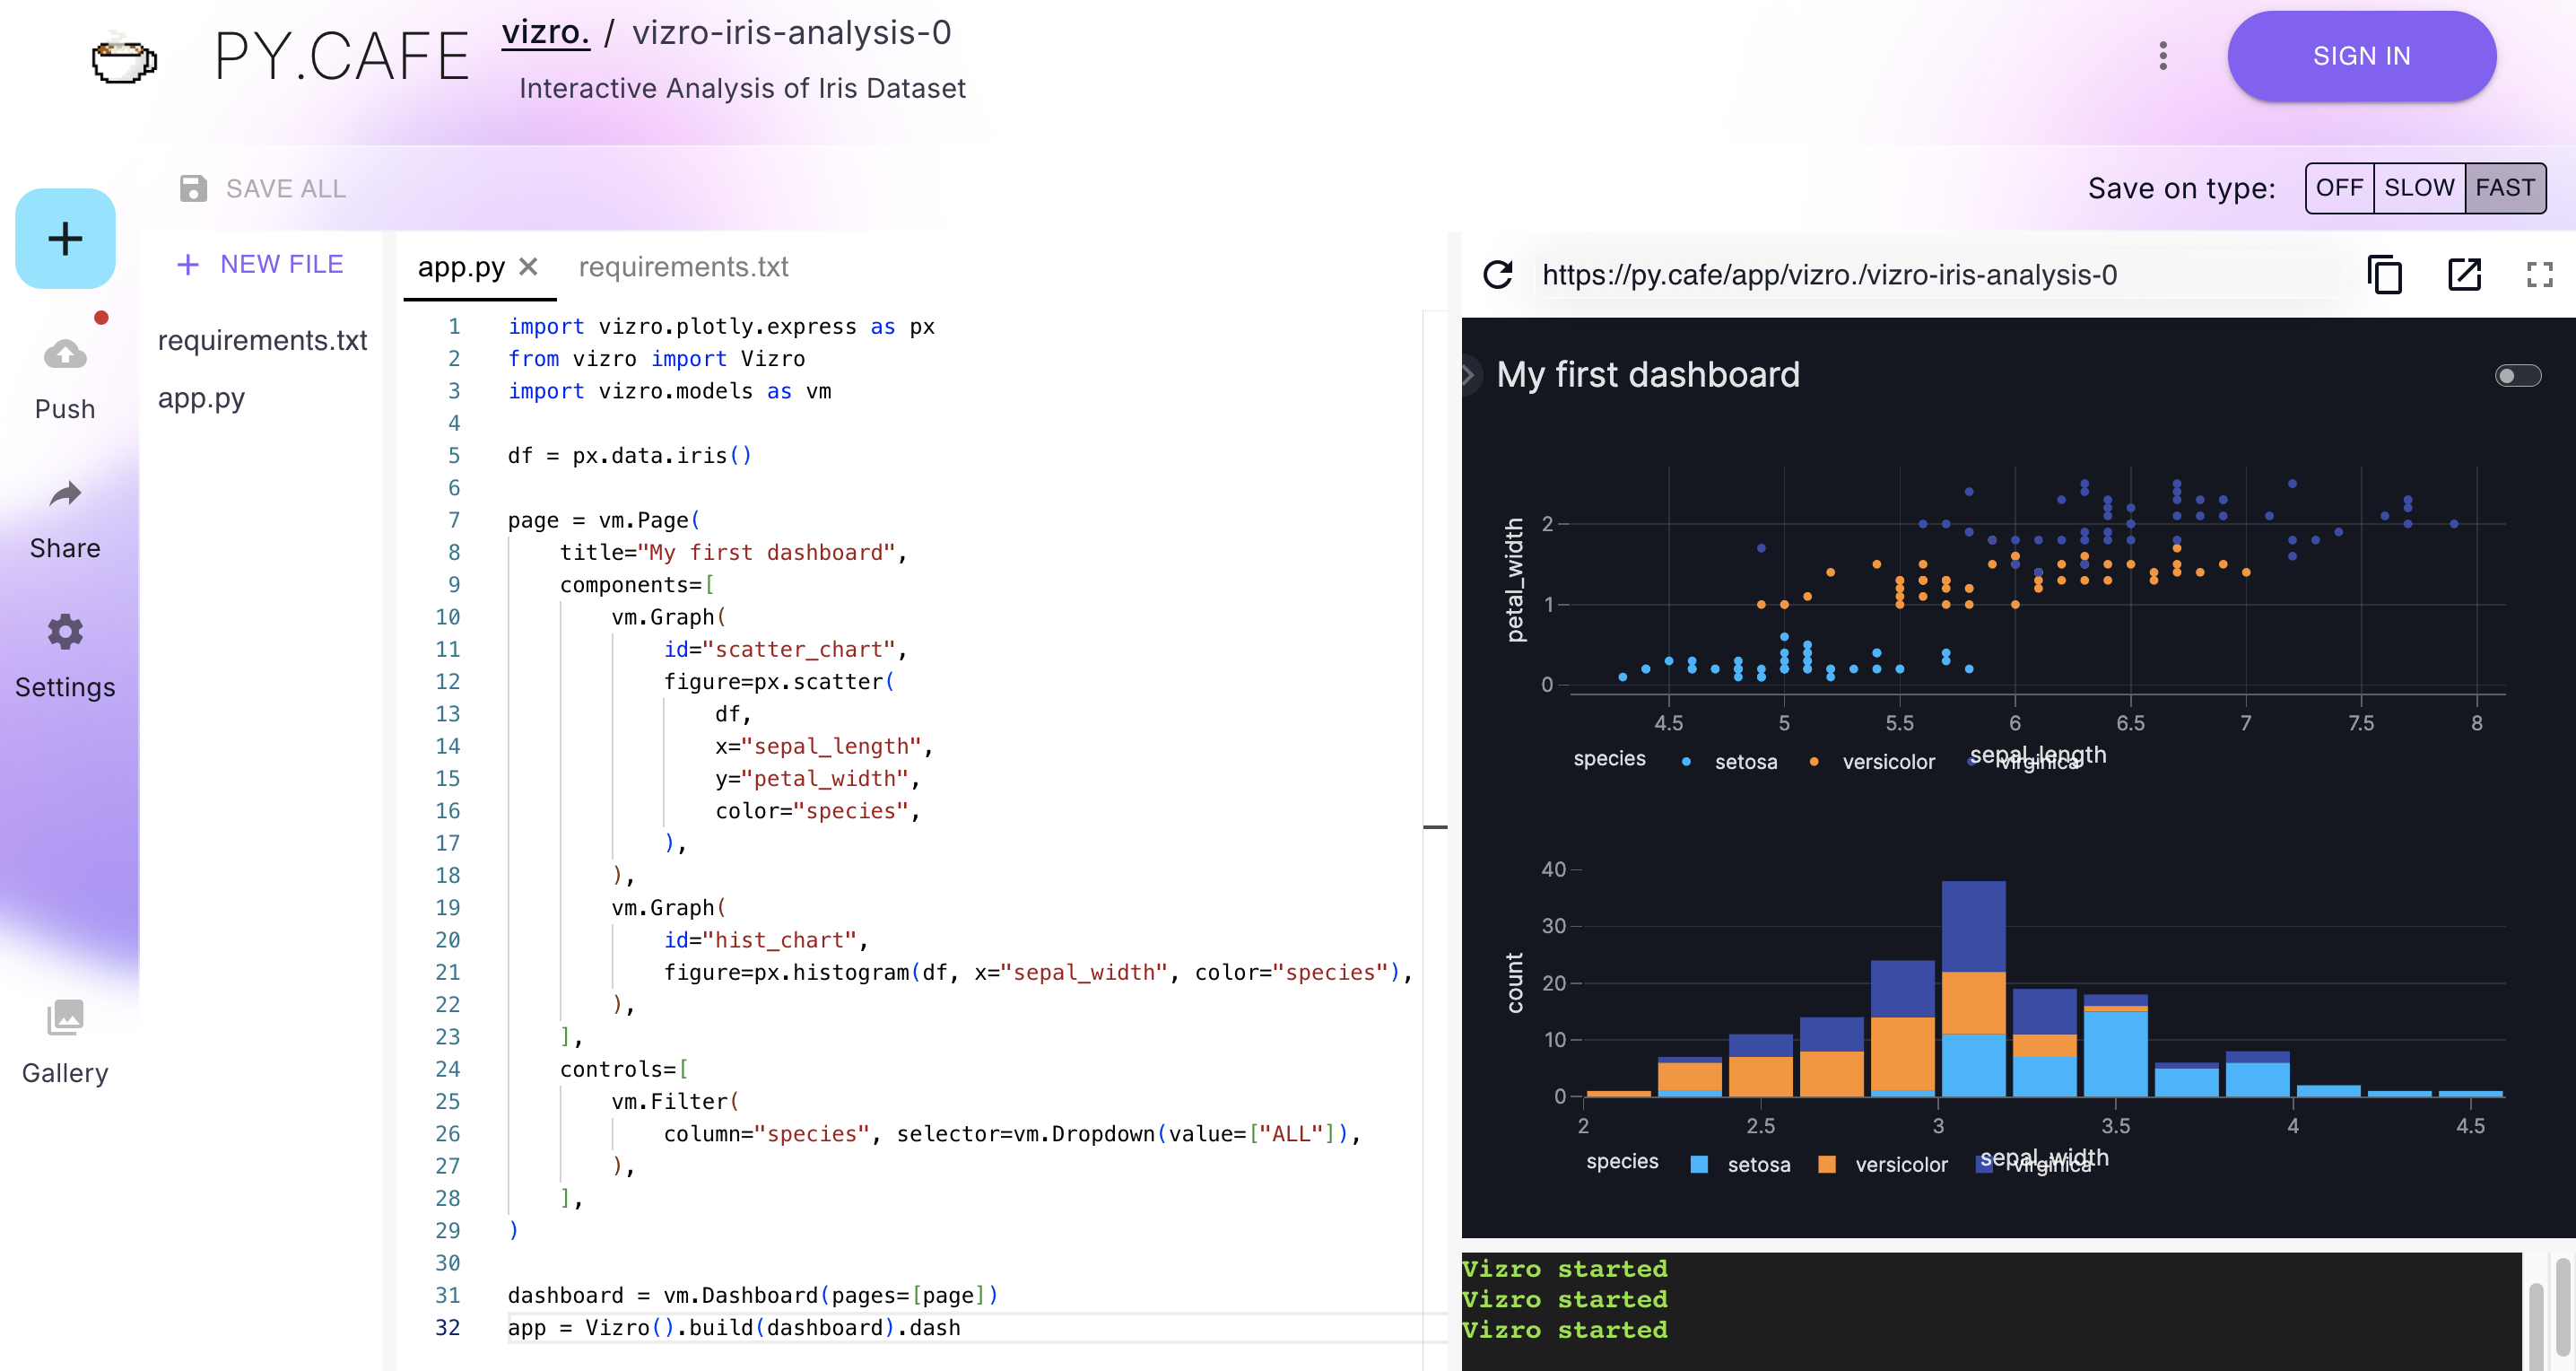 PY.CAFE
vizro. / vizro-iris-analysis-0
Interactive Analysis of Iris Dataset
SIGN IN
SAVE ALL
Save on type:
OFF
SLOW
FAST
Push
Share
Settings
Gallery
+ NEW FILE
requirements.txt
app.py
app.py
requirements.txt
1 import vizro.plotly.express as px
2 from vizro import Vizro
3 import vizro.models as vm
4
5 df = px.data.iris()
6
7 page = vm.Page(
8     title="My first dashboard",
9     components=[
10         vm.Graph(
11             id="scatter_chart",
12             figure=px.scatter(
13                 df,
14                 x="sepal_length",
15                 y="petal_width",
16                 color="species",
17             ),
18         ),
19         vm.Graph(
20             id="hist_chart",
21             figure=px.histogram(df, x="sepal_width", color="species"),
22         ),
23     ],
24     controls=[
25         vm.Filter(
26             column="species", selector=vm.Dropdown(value=["ALL"]),
27         ),
28     ],
29 )
30
31 dashboard = vm.Dashboard(pages=[page])
32 app = Vizro().build(dashboard).dash
https://py.cafe/app/vizro./vizro-iris-analysis-0
My first dashboard
petal_width
2
1
0
4.5 5 5.5 6 6.5 7 7.5 8
sepal_length
species setosa versicolor virginica
count
40
30
20
10
0
2 2.5 3 3.5 4 4.5
sepal_width
species setosa versicolor virginica
Vizro started
Vizro started
Vizro started